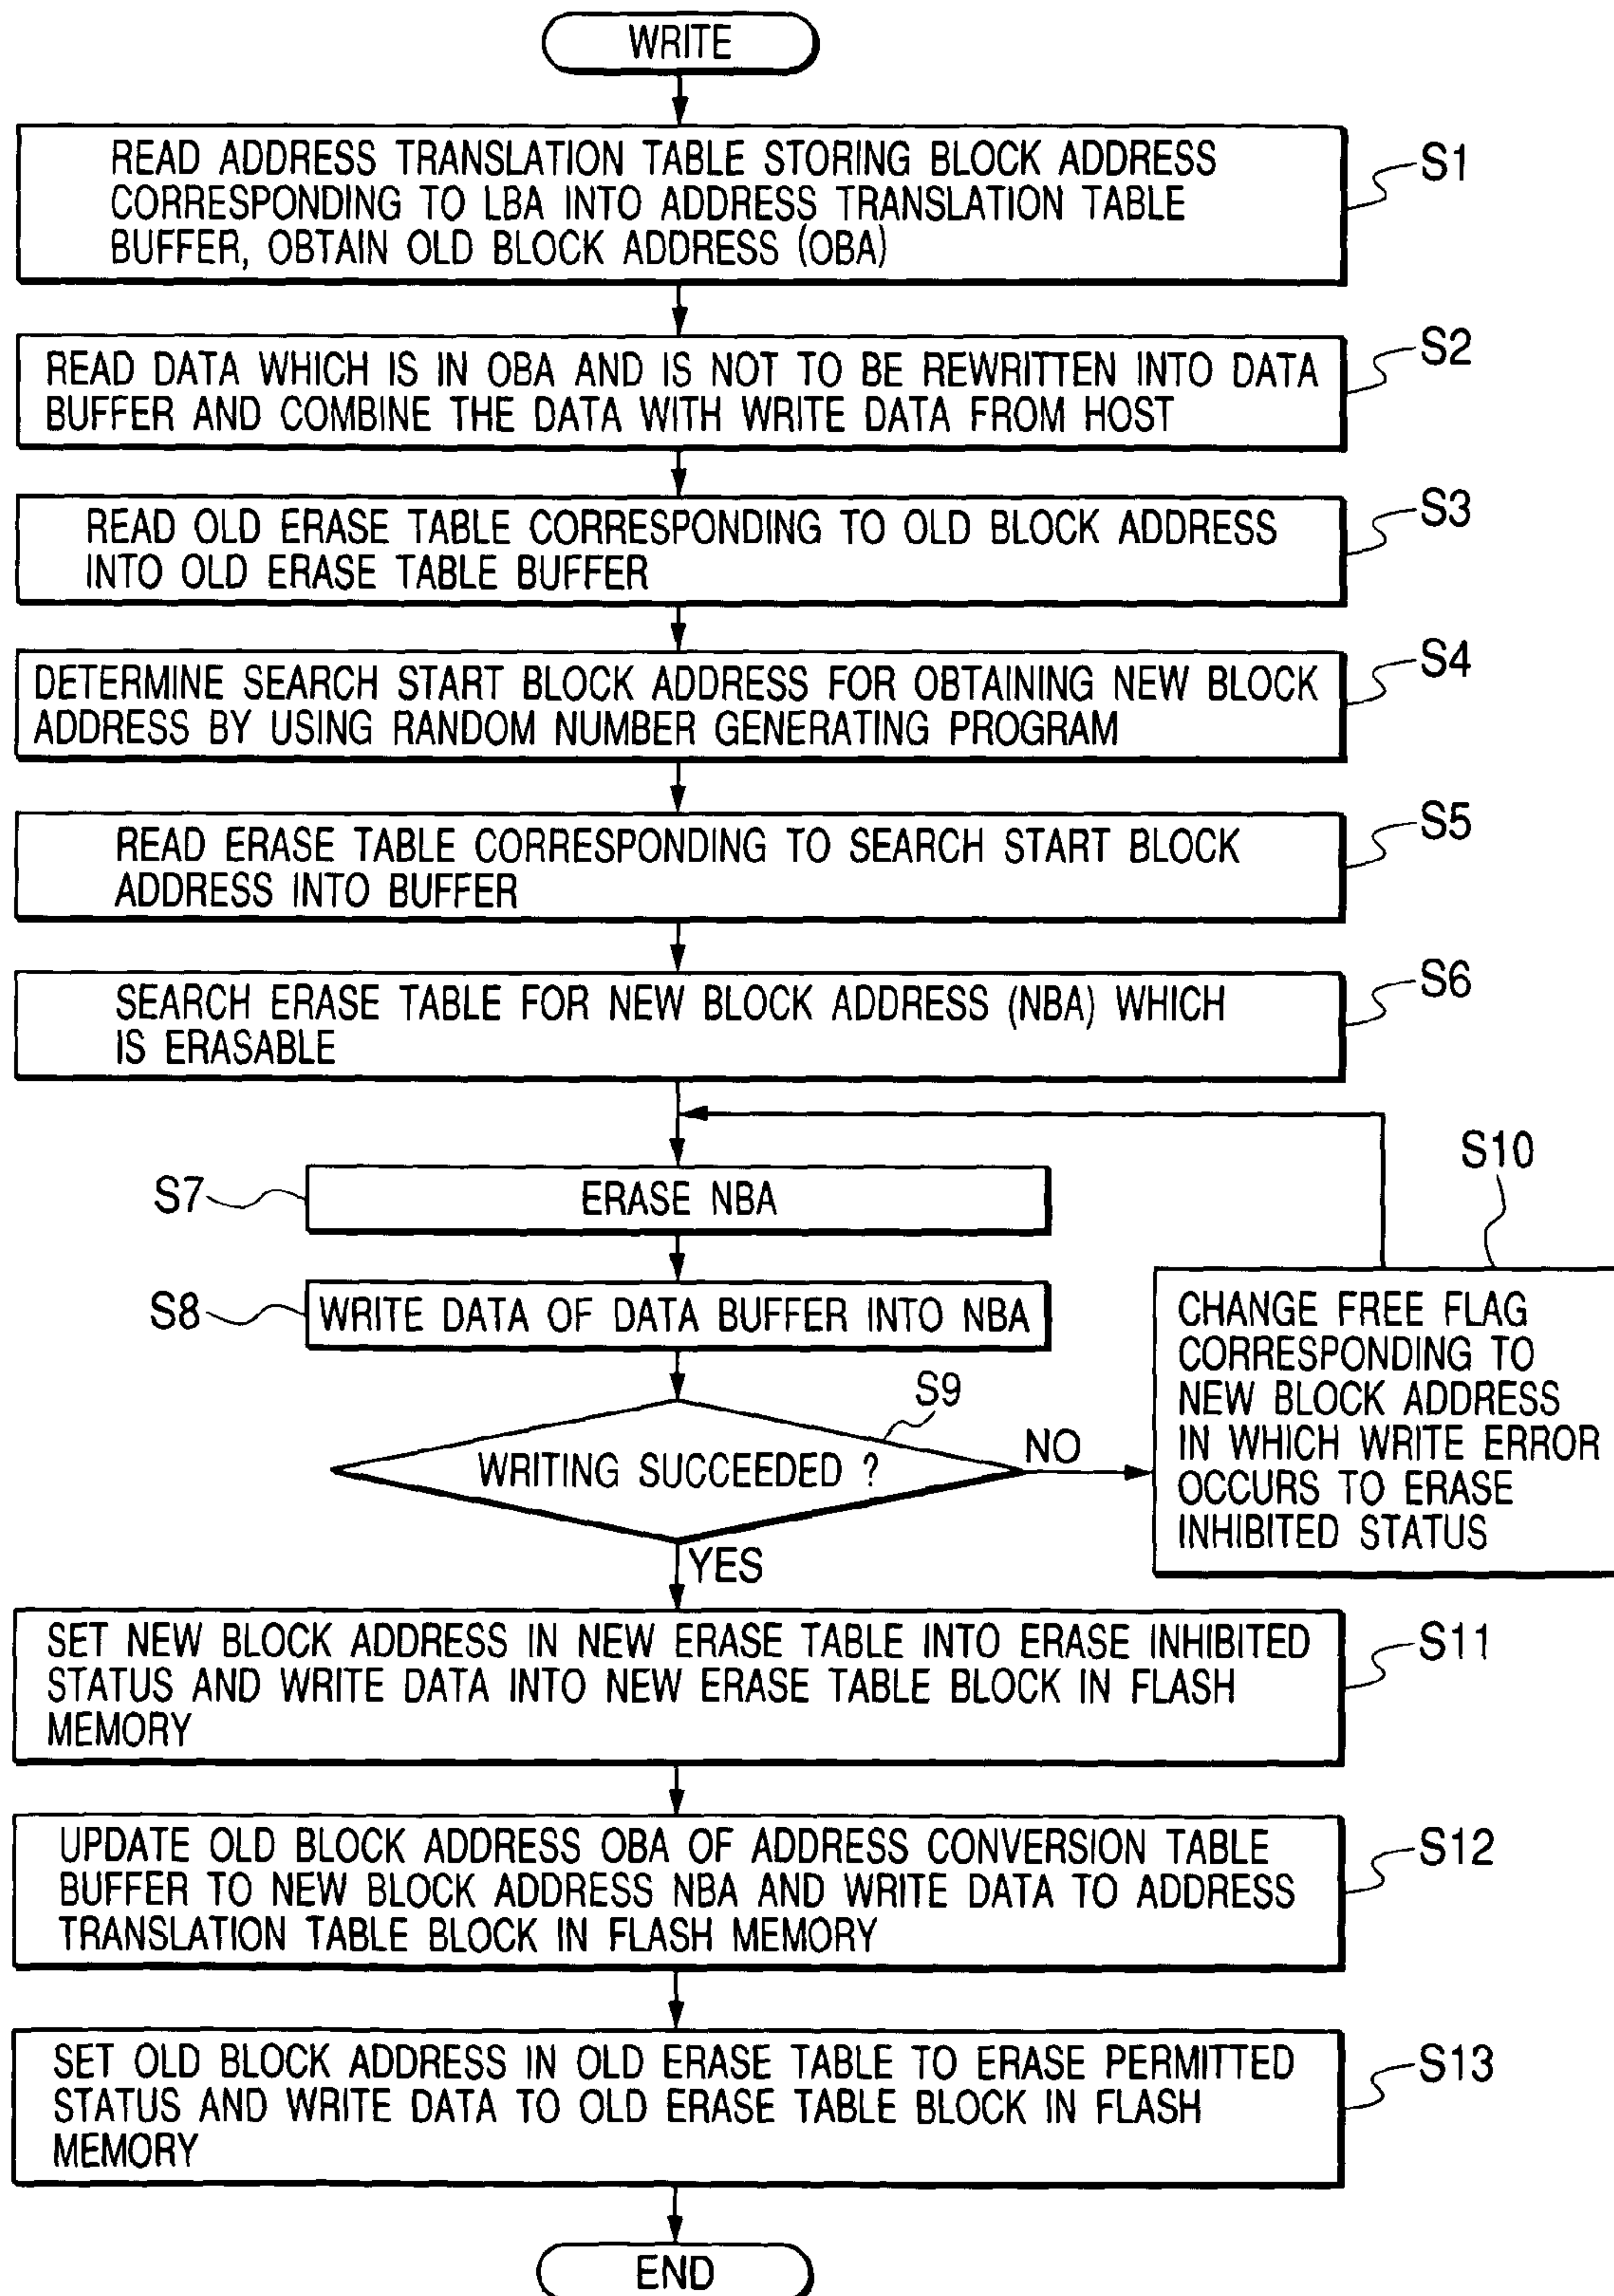 WRITE
READ ADDRESS TRANSLATION TABLE STORING BLOCK ADDRESS
CORRESPONDING TO LBA INTO ADDRESS TRANSLATION TABLE
BUFFER, OBTAIN OLD BLOCK ADDRESS (OBA)
S1
READ DATA WHICH IS IN OBA AND IS NOT TO BE REWRITTEN INTO DATA
BUFFER AND COMBINE THE DATA WITH WRITE DATA FROM HOST
S2
READ OLD ERASE TABLE CORRESPONDING TO OLD BLOCK ADDRESS
INTO OLD ERASE TABLE BUFFER
S3
DETERMINE SEARCH START BLOCK ADDRESS FOR OBTAINING NEW BLOCK
ADDRESS BY USING RANDOM NUMBER GENERATING PROGRAM
S4
READ ERASE TABLE CORRESPONDING TO SEARCH START BLOCK
ADDRESS INTO BUFFER
S5
SEARCH ERASE TABLE FOR NEW BLOCK ADDRESS (NBA) WHICH
IS ERASABLE
S6
S7
ERASE NBA
S8
WRITE DATA OF DATA BUFFER INTO NBA
S9
WRITING SUCCEEDED ?
NO
YES
S10
CHANGE FREE FLAG
CORRESPONDING TO
NEW BLOCK ADDRESS
IN WHICH WRITE ERROR
OCCURS TO ERASE
INHIBITED STATUS
SET NEW BLOCK ADDRESS IN NEW ERASE TABLE INTO ERASE INHIBITED
STATUS AND WRITE DATA INTO NEW ERASE TABLE BLOCK IN FLASH
MEMORY
S11
UPDATE OLD BLOCK ADDRESS OBA OF ADDRESS CONVERSION TABLE
BUFFER TO NEW BLOCK ADDRESS NBA AND WRITE DATA TO ADDRESS
TRANSLATION TABLE BLOCK IN FLASH MEMORY
S12
SET OLD BLOCK ADDRESS IN OLD ERASE TABLE TO ERASE PERMITTED
STATUS AND WRITE DATA TO OLD ERASE TABLE BLOCK IN FLASH
MEMORY
S13
END